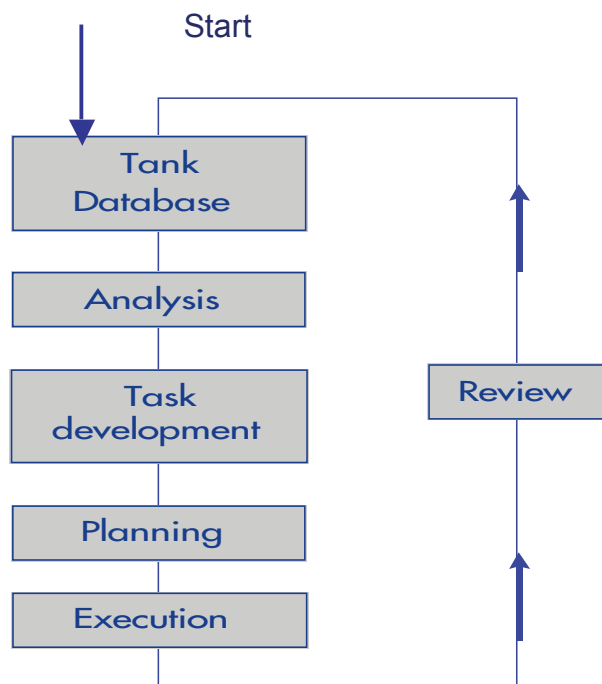 Start
Tank
Database
Analysis
Task
development
Planning
Execution
Review